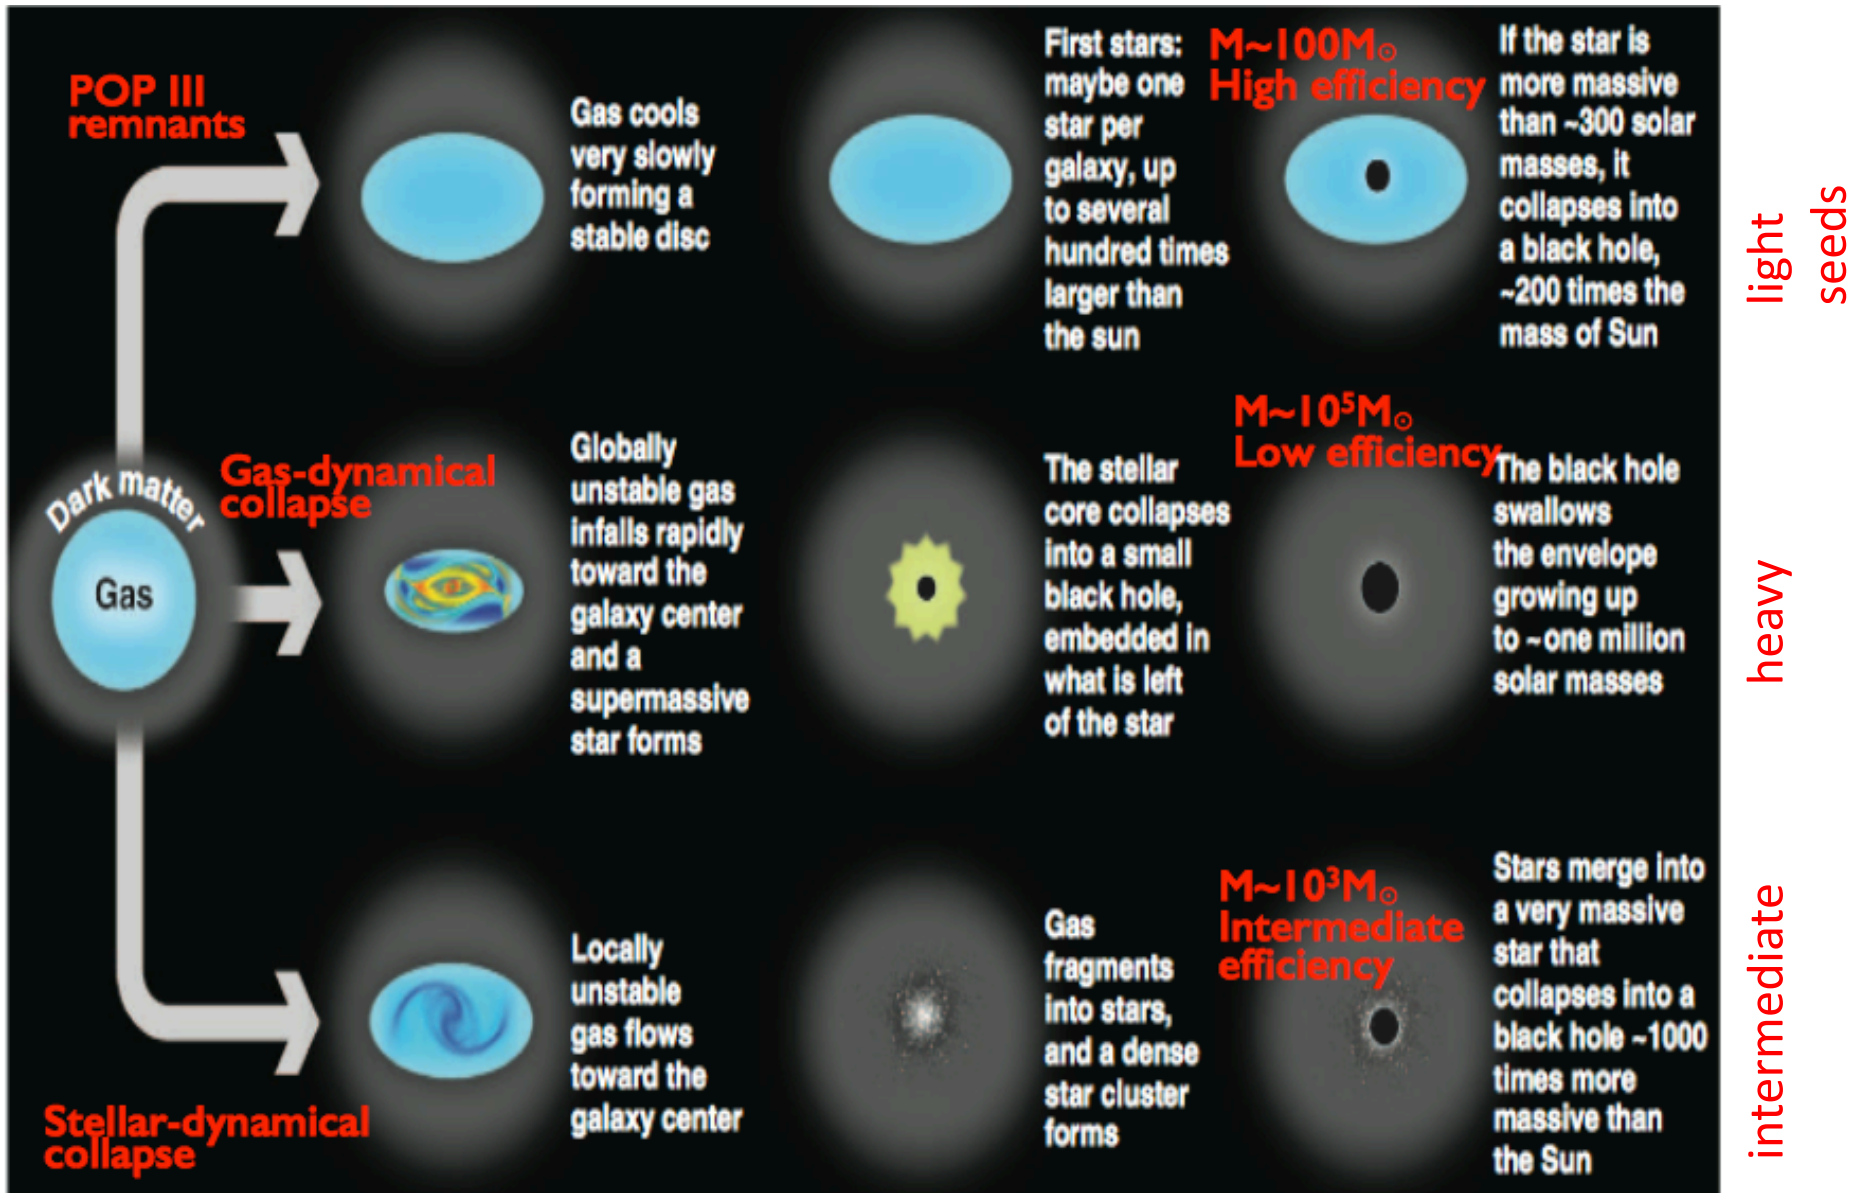 POP III
remnants
Gas cools
very slowly
forming a
stable disc
First stars:
maybe one
star per
galaxy, up
to several
hundred times
larger than
the sun
M~100M☉
High efficiency
If the star is
more massive
than ~300 solar
masses, it
collapses into
a black hole,
~200 times the
mass of Sun
light
seeds
Dark matter
Gas
Gas-dynamical
collapse
Globally
unstable gas
infalls rapidly
toward the
galaxy center
and a
supermassive
star forms
The stellar
core collapses
into a small
black hole,
embedded in
what is left
of the star
M~10⁵M☉
Low efficiency
The black hole
swallows
the envelope
growing up
to ~one million
solar masses
heavy
Stellar-dynamical
collapse
Locally
unstable
gas flows
toward the
galaxy center
Gas
fragments
into stars,
and a dense
star cluster
forms
M~10³M☉
Intermediate
efficiency
Stars merge into
a very massive
star that
collapses into a
black hole ~1000
times more
massive than
the Sun
intermediate